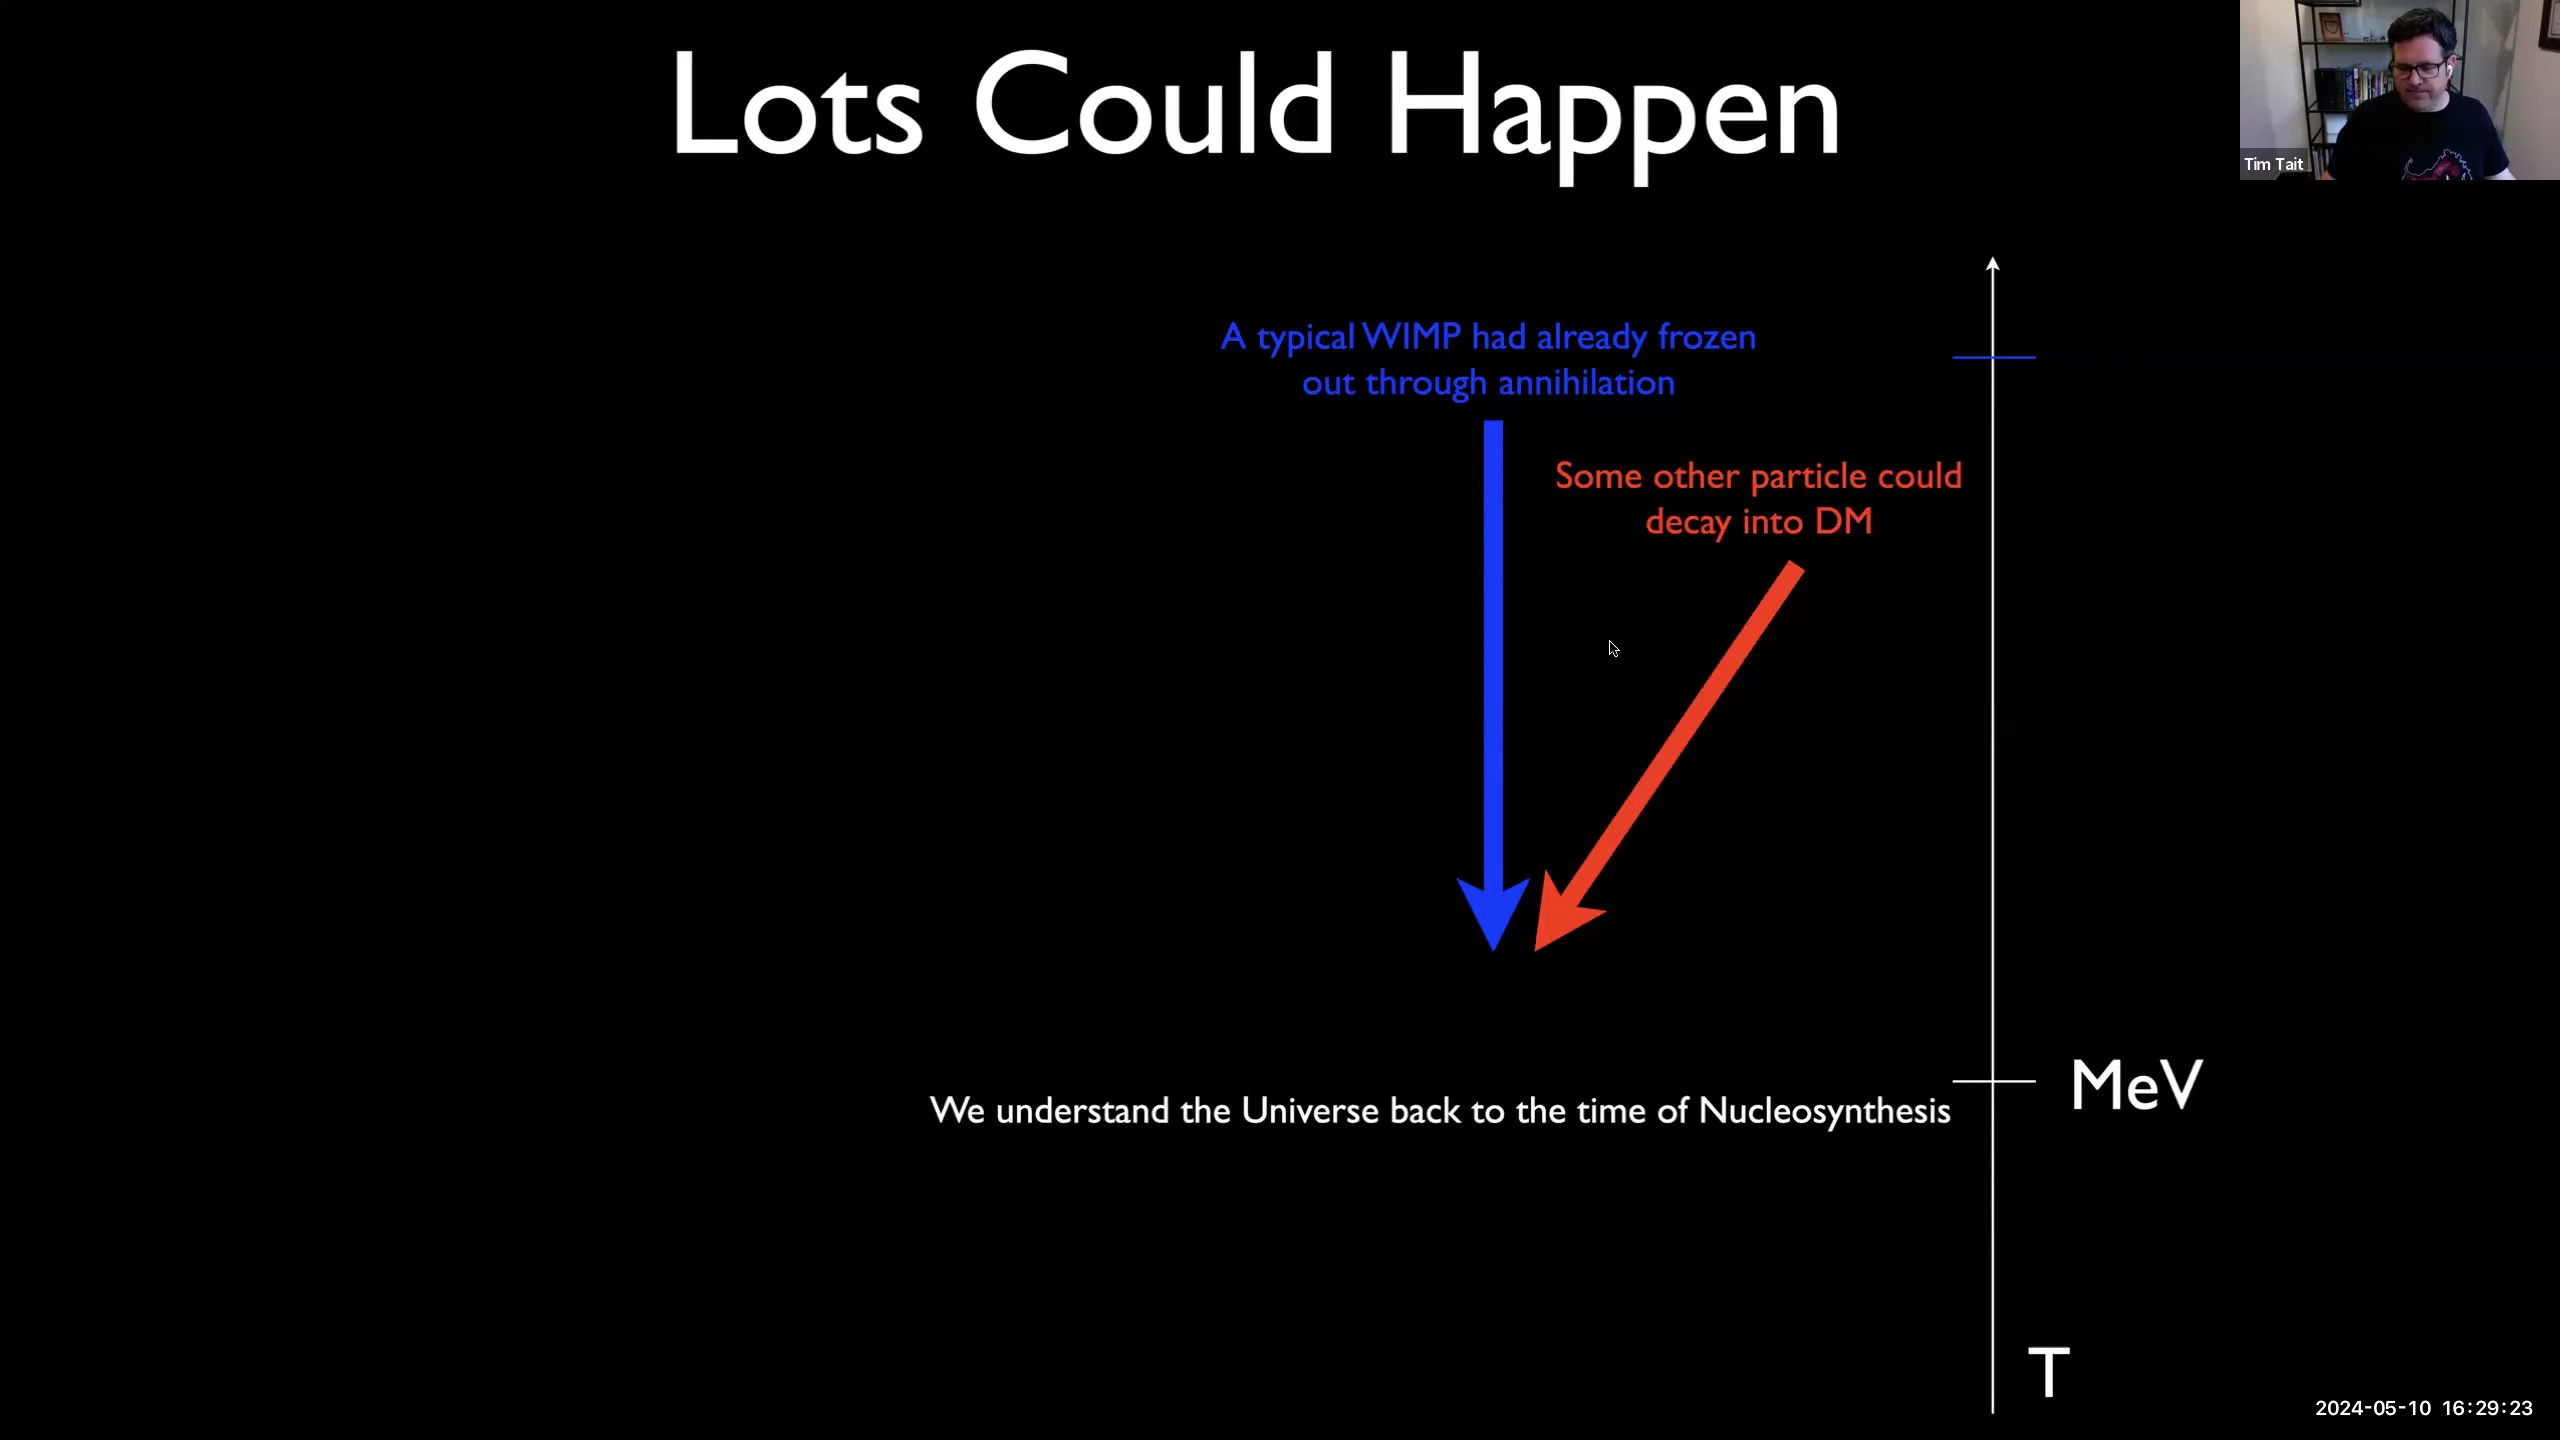 Lots Could Happen
Tim Tait
A typical WIMP had already frozen
out through annihilation
Some other particle could
decay into DM
MeV
We understand the Universe back to the time of Nucleosynthesis
T
2024-05-10 16:29:23